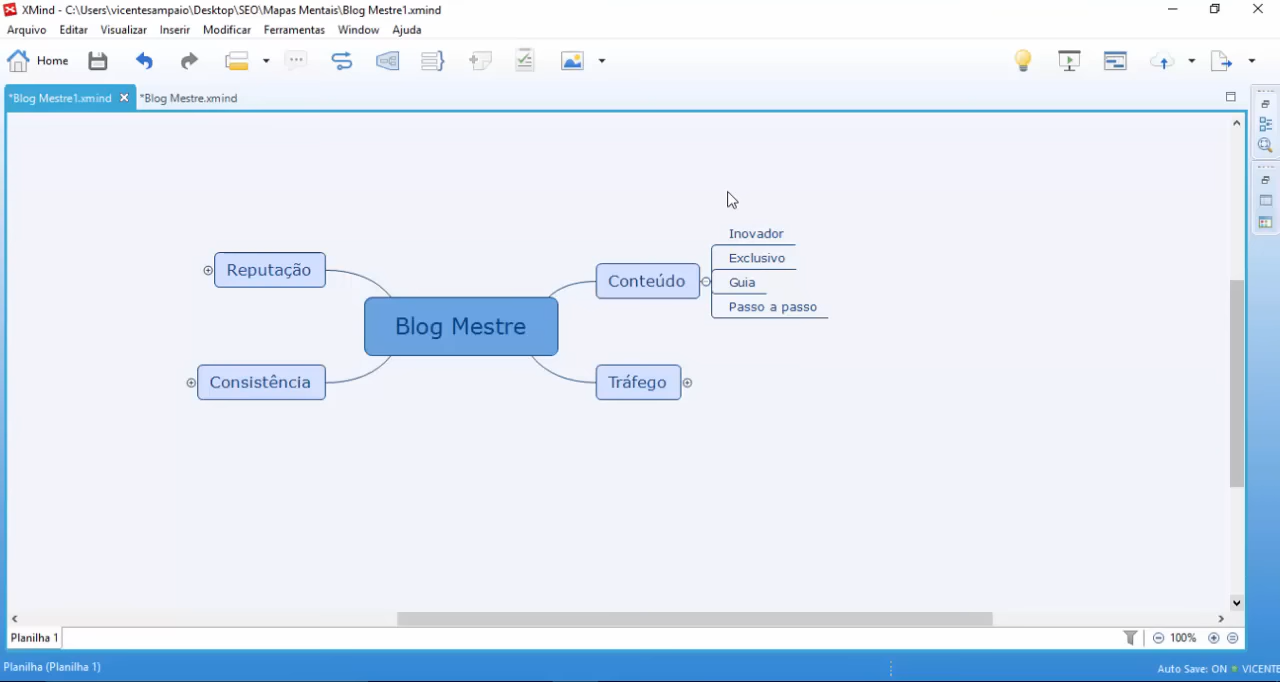 XMind - C:\Users\vicentesampaio\Desktop\SEO\Mapas Mentais\Blog Mestre1.xmind
Arquivo Editar Visualizar Inserir Modificar Ferramentas Window Ajuda
Home
*Blog Mestre1.xmind *Blog Mestre.xmind
Reputação
Consistência
Blog Mestre
Conteúdo
Inovador
Exclusivo
Guia
Passo a passo
Tráfego
Planilha 1
100%
Planilha (Planilha 1)
Auto Save: ON VICENTE